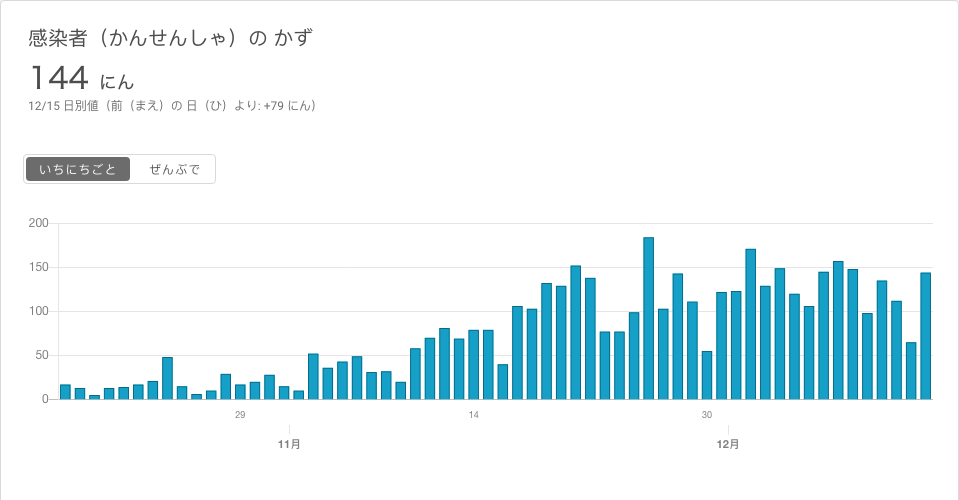 感染者（かんせんしゃ）の かず
144 にん
12/15 日別値（前（まえ）の 日（ひ）より: +79 にん）
いちにちごと ぜんぶで
200
150
100
50
0
29 14 30
11月 12月